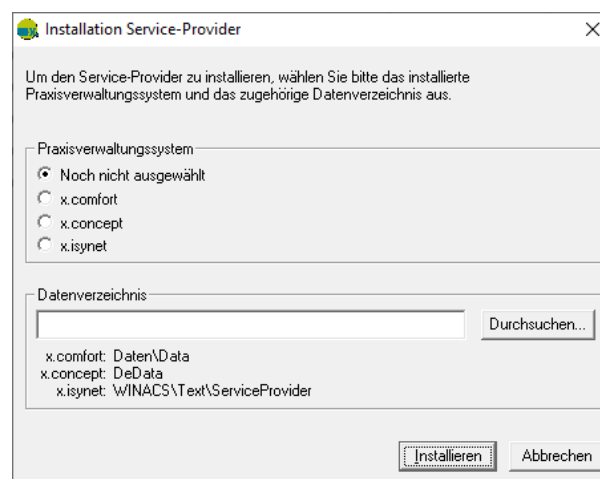 Installation Service-Provider
Um den Service-Provider zu installieren, wählen Sie bitte das installierte
Praxisverwaltungssystem und das zugehörige Datenverzeichnis aus.
Praxisverwaltungssystem
Noch nicht ausgewählt
x.comfort
x.concept
x.isynet
Datenverzeichnis
Durchsuchen...
x.comfort: Daten\Data
x.concept: DeData
x.isynet: WINACS\Text\ServiceProvider
Installieren Abbrechen